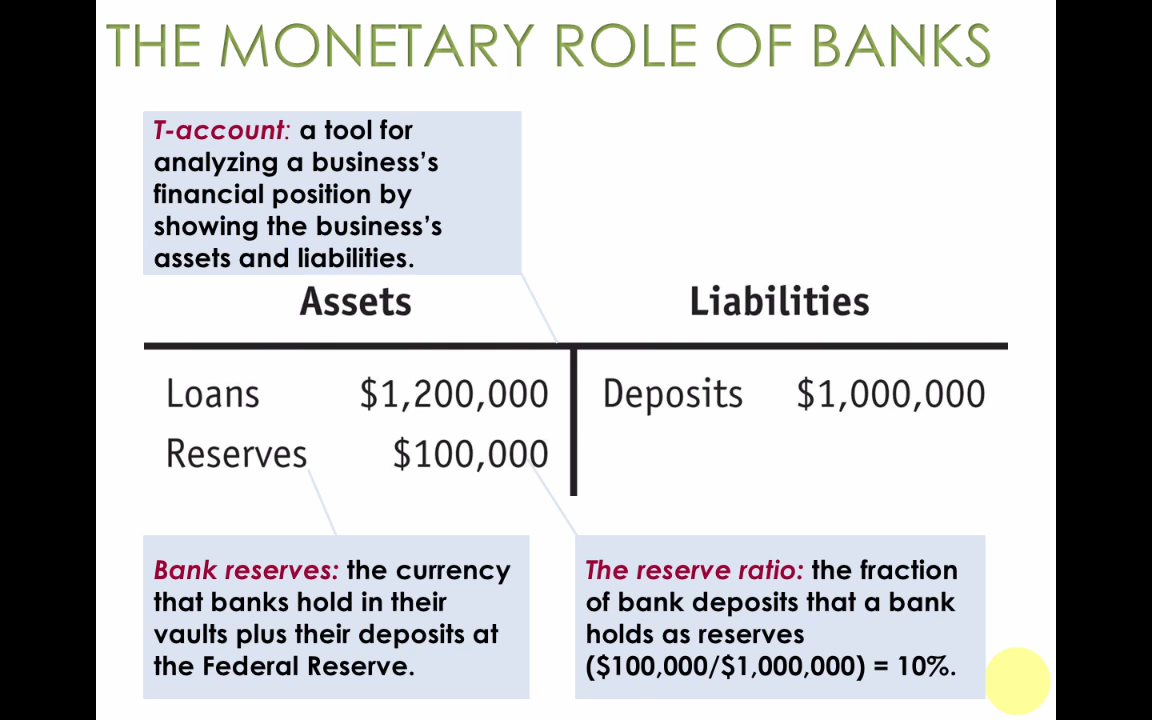 THE MONETARY ROLE OF BANKS
T-account: a tool for
analyzing a business’s
financial position by
showing the business’s
assets and liabilities.
Assets Liabilities
Loans $1,200,000 Deposits $1,000,000
Reserves $100,000
Bank reserves: the currency
that banks hold in their
vaults plus their deposits at
the Federal Reserve.
The reserve ratio: the fraction
of bank deposits that a bank
holds as reserves
($100,000/$1,000,000) = 10%.